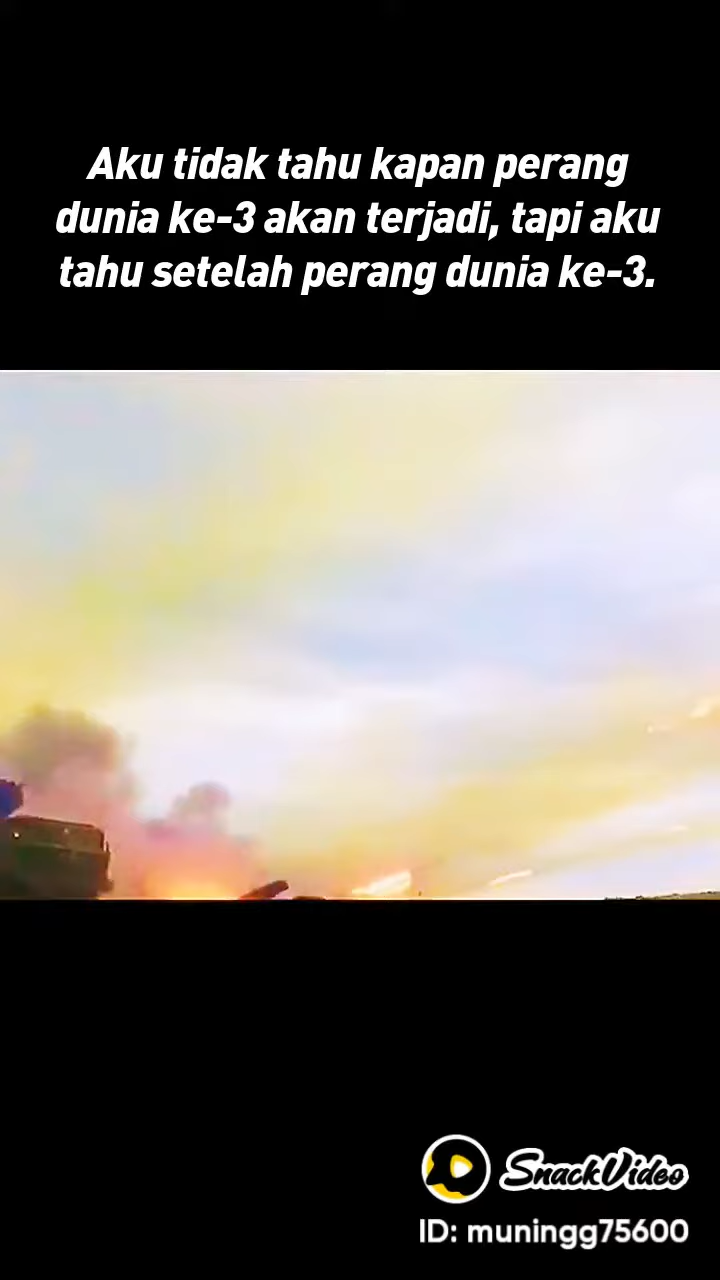 Aku tidak tahu kapan perang
dunia ke-3 akan terjadi, tapi aku
tahu setelah perang dunia ke-3.
SnackVideo
ID: muningg75600